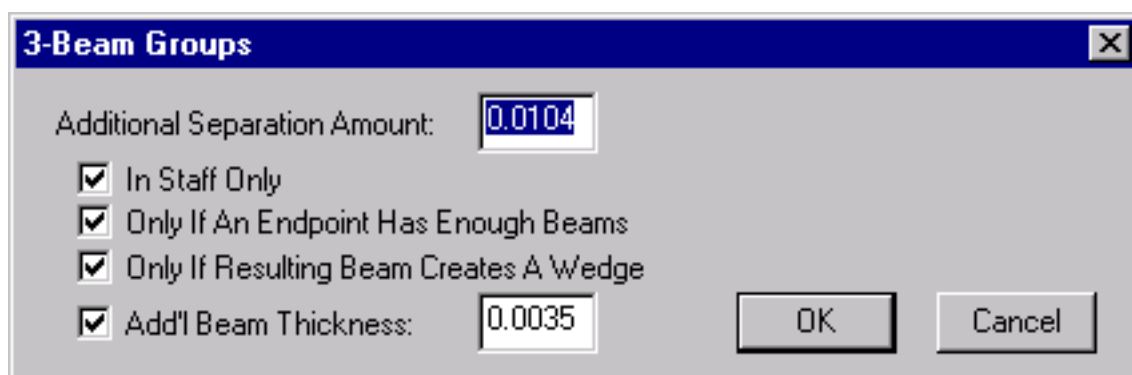 3-Beam Groups
Additional Separation Amount: 0.0104
In Staff Only
Only If An Endpoint Has Enough Beams
Only If Resulting Beam Creates A Wedge
Add'l Beam Thickness: 0.0035 OK Cancel